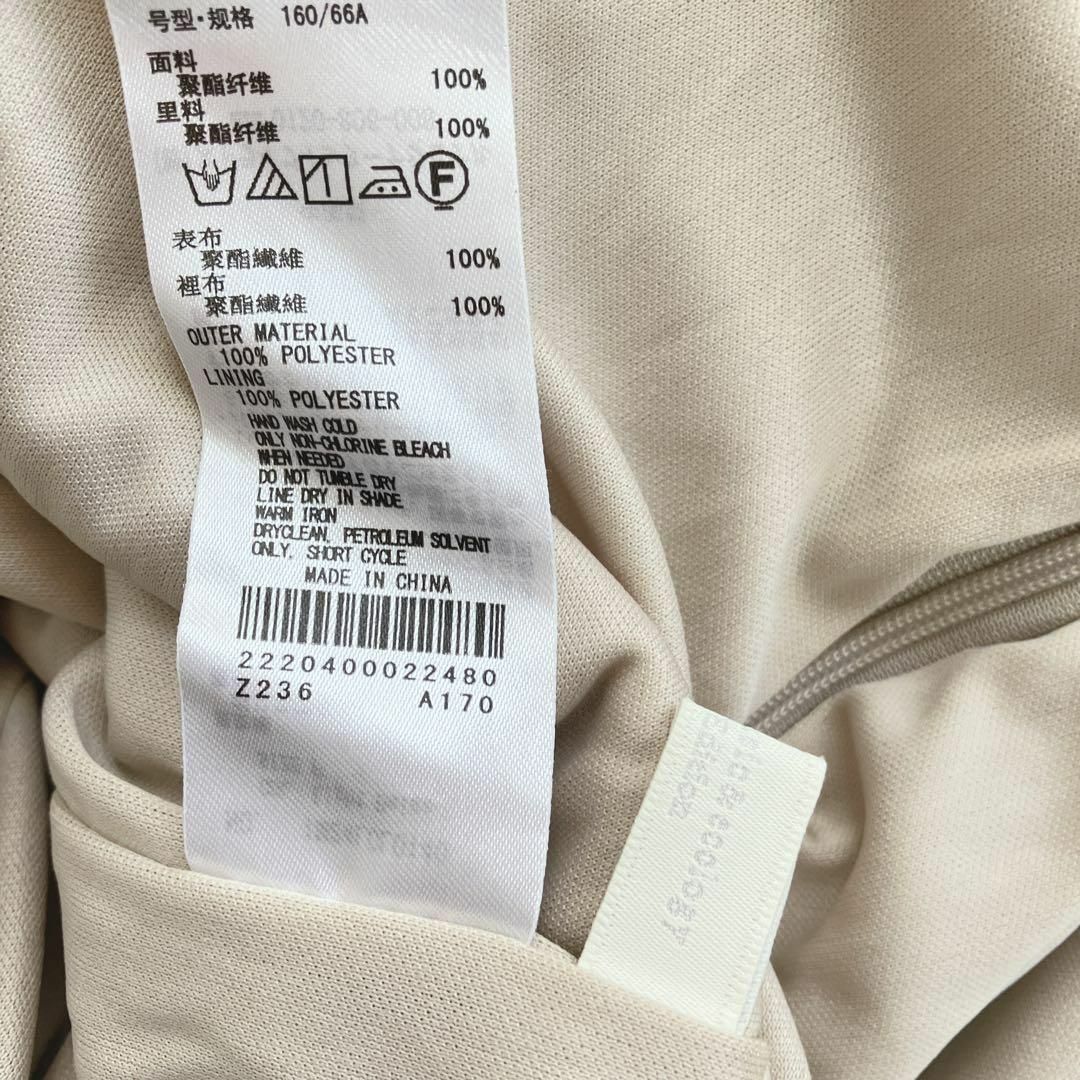 号型·规格 160/66A
面料
聚酯纤维 100%
里料
聚酯纤维 100%
F
表布
聚酯纖維 100%
裡布
聚酯纖維 100%
OUTER MATERIAL
100% POLYESTER
LINING
100% POLYESTER
HAND WASH COLD
ONLY NON-CHLORINE BLEACH
WHEN NEEDED
DO NOT TUMBLE DRY
LINE DRY IN SHADE
WARM IRON
DRYCLEAN, PETROLEUM SOLVENT
ONLY, SHORT CYCLE
MADE IN CHINA
2220400022480
Z236 A170